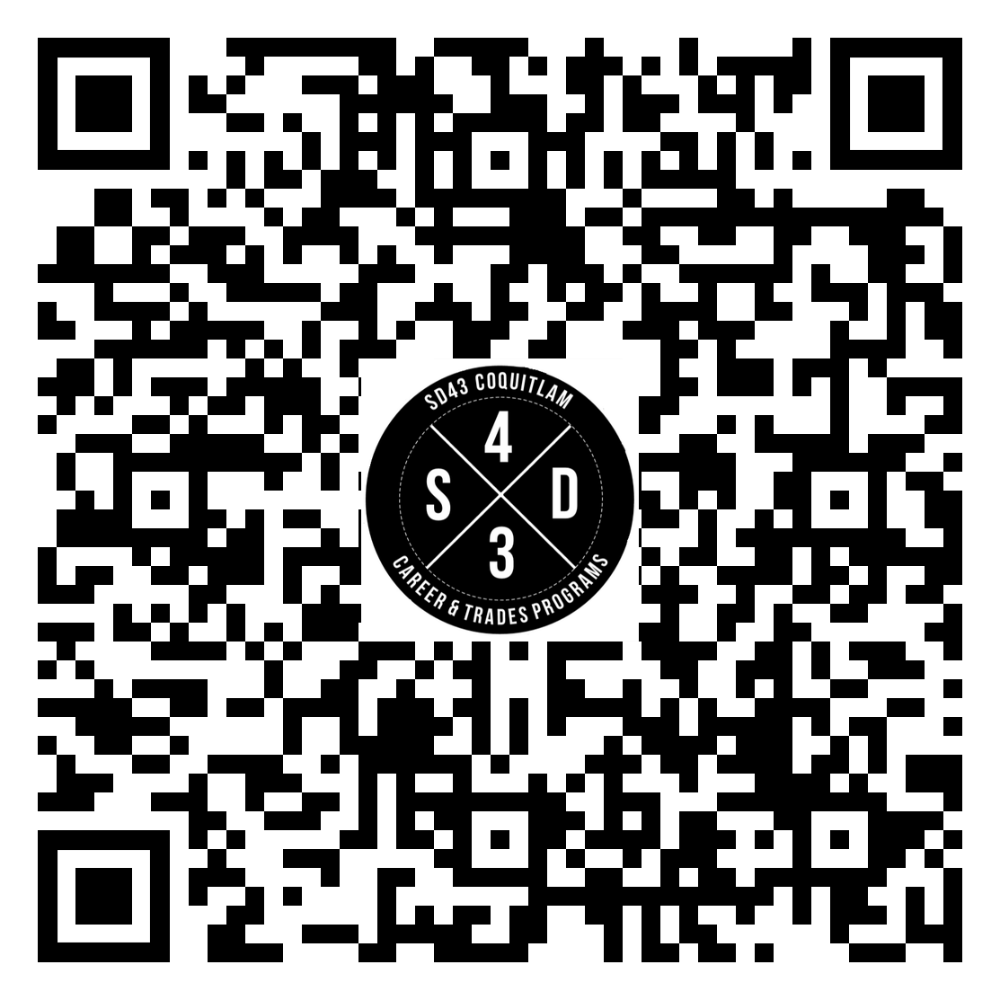 SD43 COQUITLAM
4
S D
3
CAREER & TRADES PROGRAMS